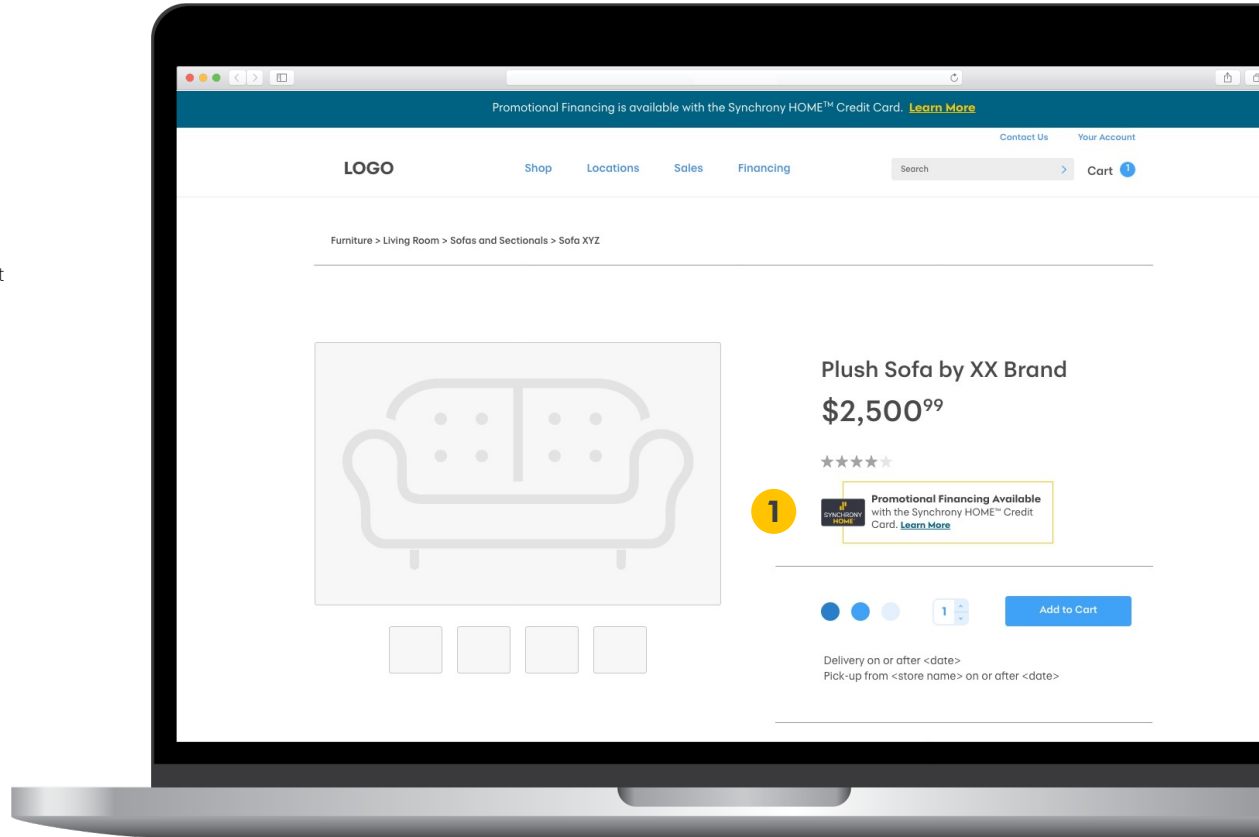 Promotional Financing is available with the Synchrony HOME™ Credit Card. Learn More
Contact Us Your Account
LOGO Shop Locations Sales Financing Search > Cart 1
Furniture > Living Room > Sofas and Sectionals > Sofa XYZ
t
Plush Sofa by XX Brand
$2,500⁹⁹
1
SYNCHRONY
HOME
Promotional Financing Available
with the Synchrony HOME™ Credit
Card. Learn More
1
Add to Cart
Delivery on or after <date>
Pick-up from <store name> on or after <date>